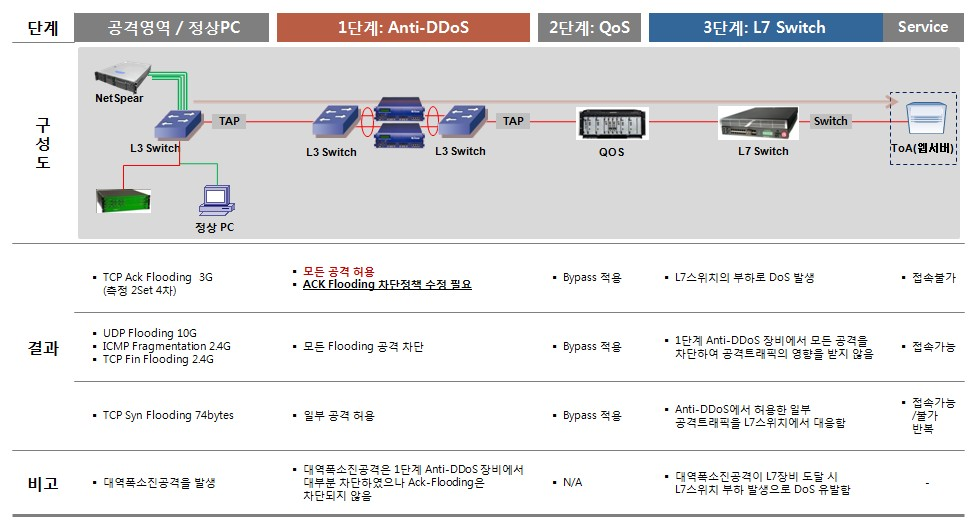 단계
공격영역 / 정상PC
1단계: Anti-DDoS
2단계: QoS
3단계: L7 Switch
Service
구성도
NetSpear
L3 Switch
TAP
L3 Switch
L3 Switch
TAP
QOS
L7 Switch
Switch
ToA(웹서버)
정상 PC
결과
▪ TCP Ack Flooding 3G
(측정 2Set 4차)
▪ 모든 공격 허용
▪ ACK Flooding 차단정책 수정 필요
▪ Bypass 적용
▪ L7스위치의 부하로 DoS 발생
▪ 접속불가
▪ UDP Flooding 10G
▪ ICMP Fragmentation 2.4G
▪ TCP Fin Flooding 2.4G
▪ 모든 Flooding 공격 차단
▪ Bypass 적용
▪ 1단계 Anti-DDoS 장비에서 모든 공격을
차단하여 공격트래픽의 영향을 받지 않음
▪ 접속가능
▪ TCP Syn Flooding 74bytes
▪ 일부 공격 허용
▪ Bypass 적용
▪ Anti-DDoS에서 허용한 일부
공격트래픽을 L7스위치에서 대응함
▪ 접속가능
/불가
반복
비고
▪ 대역폭소진공격을 발생
▪ 대역폭소진공격은 1단계 Anti-DDoS 장비에서
대부분 차단하였으나 Ack-Flooding은
차단되지 않음
▪ N/A
▪ 대역폭소진공격이 L7장비 도달 시
L7스위치 부하 발생으로 DoS 유발함
-